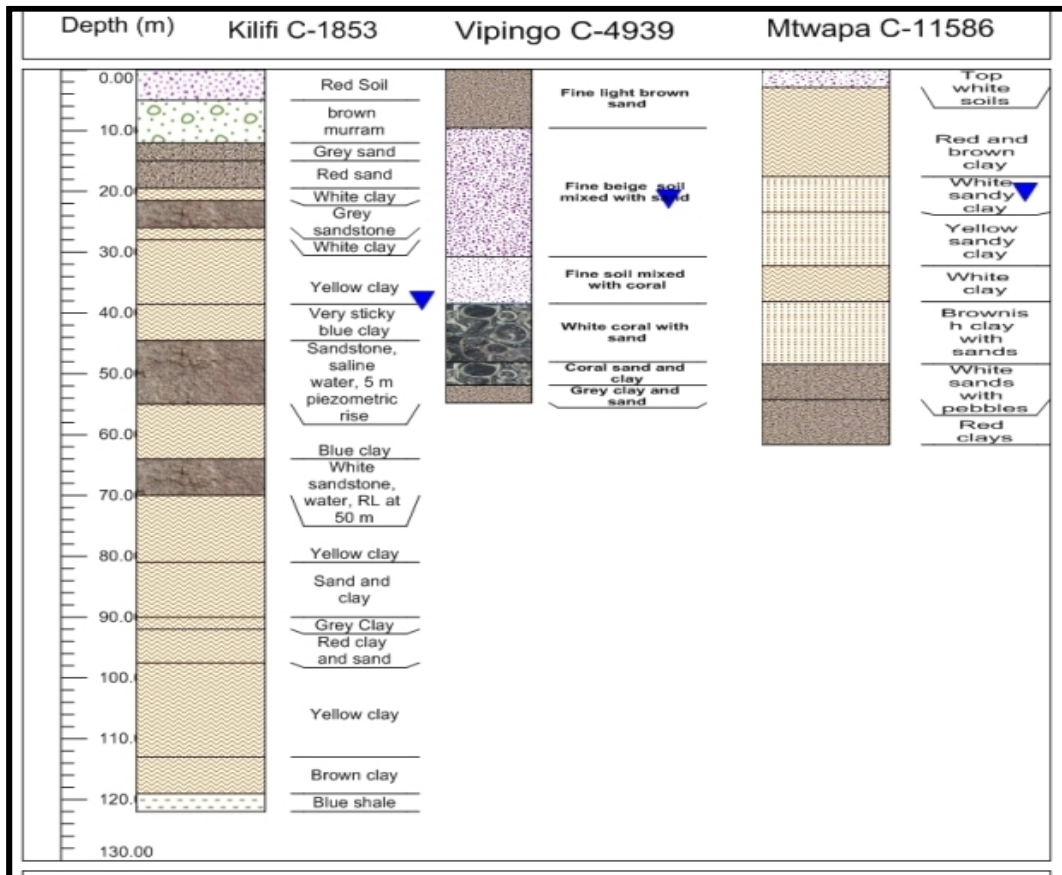 Depth (m) Kilifi C-1853 Vipingo C-4939 Mtwapa C-11586
0.00
10.0
20.0
30.0
40.0
50.0
60.0
70.0
80.0
90.0
100.0
110.0
120.0
130.00
Red Soil
brown
murram
Grey sand
Red sand
White clay
Grey
sandstone
White clay
Yellow clay
Very sticky
blue clay
Sandstone,
saline
water, 5 m
piezometric
rise
Blue clay
White
sandstone,
water, RL at
50 m
Yellow clay
Sand and
clay
Grey Clay
Red clay
and sand
Yellow clay
Brown clay
Blue shale
Fine light brown
sand
Fine beige soil
mixed with sand
Fine soil mixed
with coral
White coral with
sand
Coral sand and
clay
Grey clay and
sand
Top
white
soils
Red and
brown
clay
White
sandy
clay
Yellow
sandy
clay
White
clay
Brownis
h clay
with
sands
White
sands
with
pebbles
Red
clays